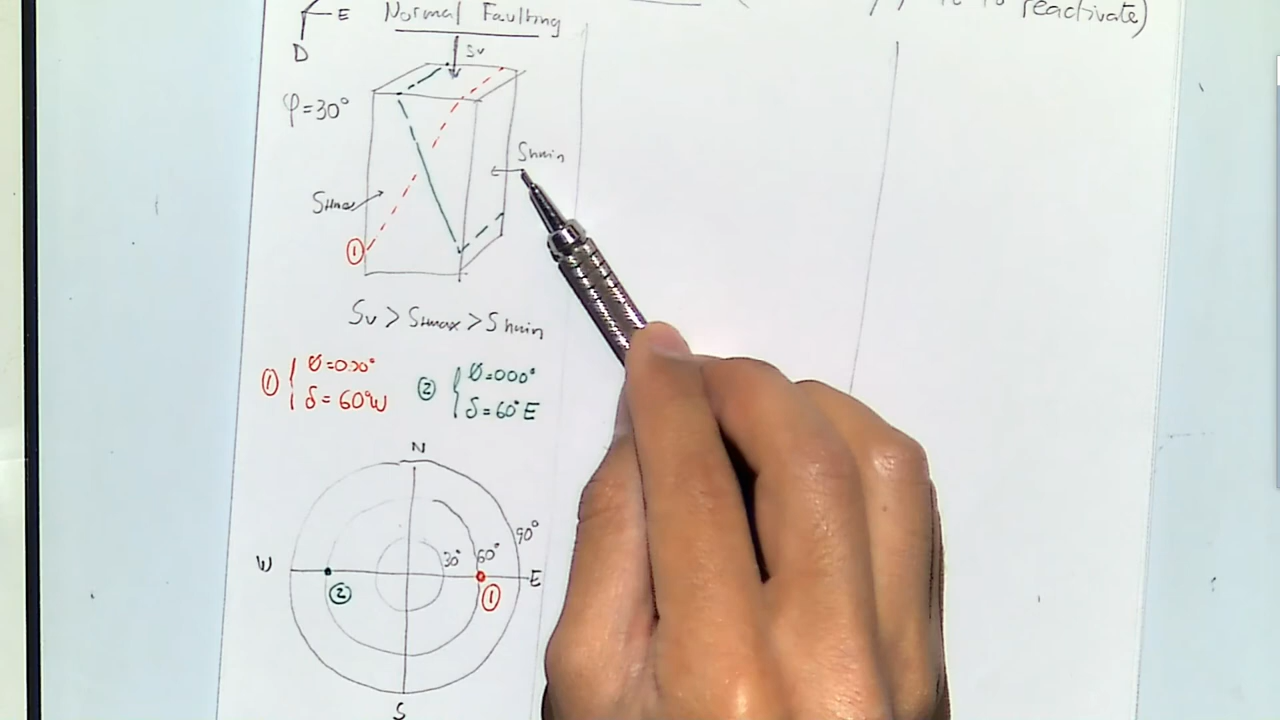 reactivate)
E
Normal Faulting
D
Sv
φ=30°
Shmin
SHmax
①
Sv > SHmax > Shmin
① { Ø=000° δ=60°W
② { Ø=000° δ=60°E
N
90°
30° 60°
W E
② ①
S